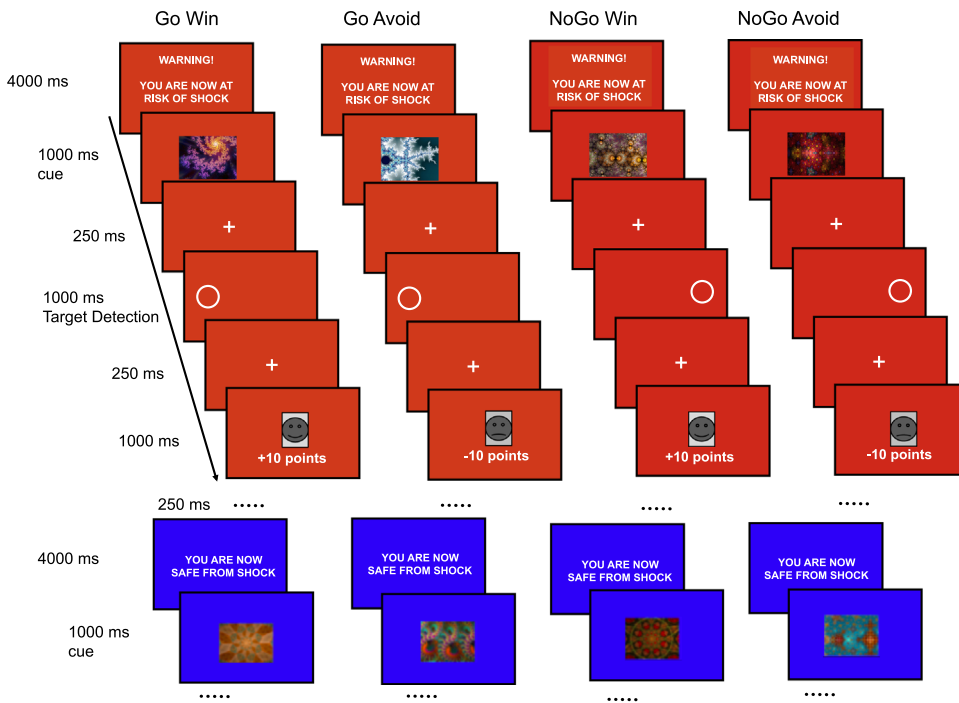 Go Win
Go Avoid
NoGo Win
NoGo Avoid
4000 ms
WARNING!
YOU ARE NOW AT
RISK OF SHOCK
WARNING!
YOU ARE NOW AT
RISK OF SHOCK
WARNING!
YOU ARE NOW AT
RISK OF SHOCK
WARNING!
YOU ARE NOW AT
RISK OF SHOCK
1000 ms
cue
250 ms
+
+
+
+
1000 ms
Target Detection
250 ms
+
+
+
+
1000 ms
+10 points
-10 points
+10 points
-10 points
250 ms
.....
.....
.....
.....
4000 ms
YOU ARE NOW
SAFE FROM SHOCK
YOU ARE NOW
SAFE FROM SHOCK
YOU ARE NOW
SAFE FROM SHOCK
YOU ARE NOW
SAFE FROM SHOCK
1000 ms
cue
.....
.....
.....
.....